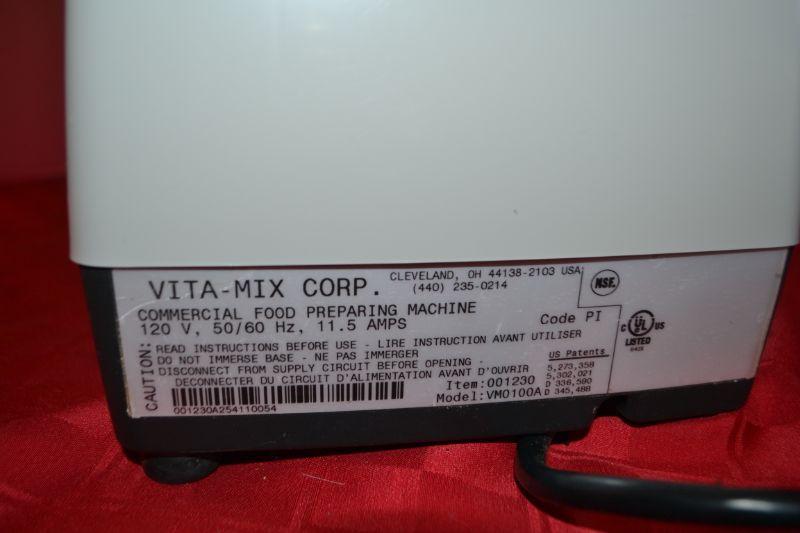 VITA-MIX CORP.
CLEVELAND, OH 44138-2103 USA
(440) 235-0214
NSF.
COMMERCIAL FOOD PREPARING MACHINE
120 V, 50/60 Hz, 11.5 AMPS
Code PI
C UL US
LISTED
CAUTION:
READ INSTRUCTIONS BEFORE USE - LIRE INSTRUCTION AVANT UTILISER
DO NOT IMMERSE BASE - NE PAS IMMERGER
DISCONNECT FROM SUPPLY CIRCUIT BEFORE OPENING -
DECONNECTER DU CIRCUIT D'ALIMENTATION AVANT D'OUVRIR
US Patents
5,273,358
5,302,021
D 336,590
D 345,488
Item:001230
Model:VM0100A
001230A254110054